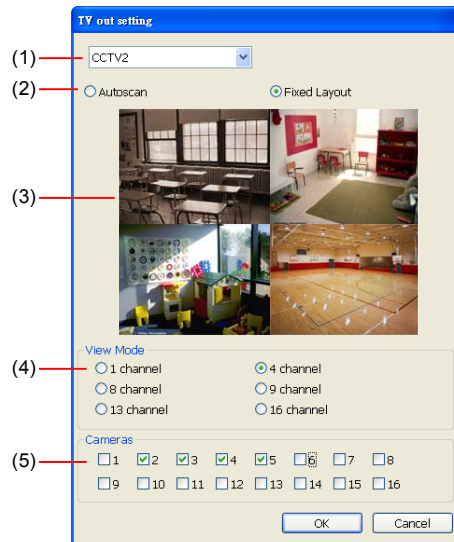 TV out setting
(1) CCTV2
(2) Autoscan Fixed Layout
(3)
View Mode
(4) 1 channel 4 channel
8 channel 9 channel
13 channel 16 channel
Cameras
(5) 1 2 3 4 5 6 7 8
9 10 11 12 13 14 15 16
OK Cancel